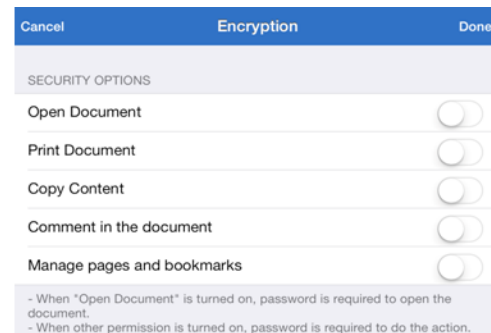 Cancel Encryption Done
SECURITY OPTIONS
Open Document
Print Document
Copy Content
Comment in the document
Manage pages and bookmarks
- When "Open Document" is turned on, password is required to open the
document.
- When other permission is turned on, password is required to do the action.